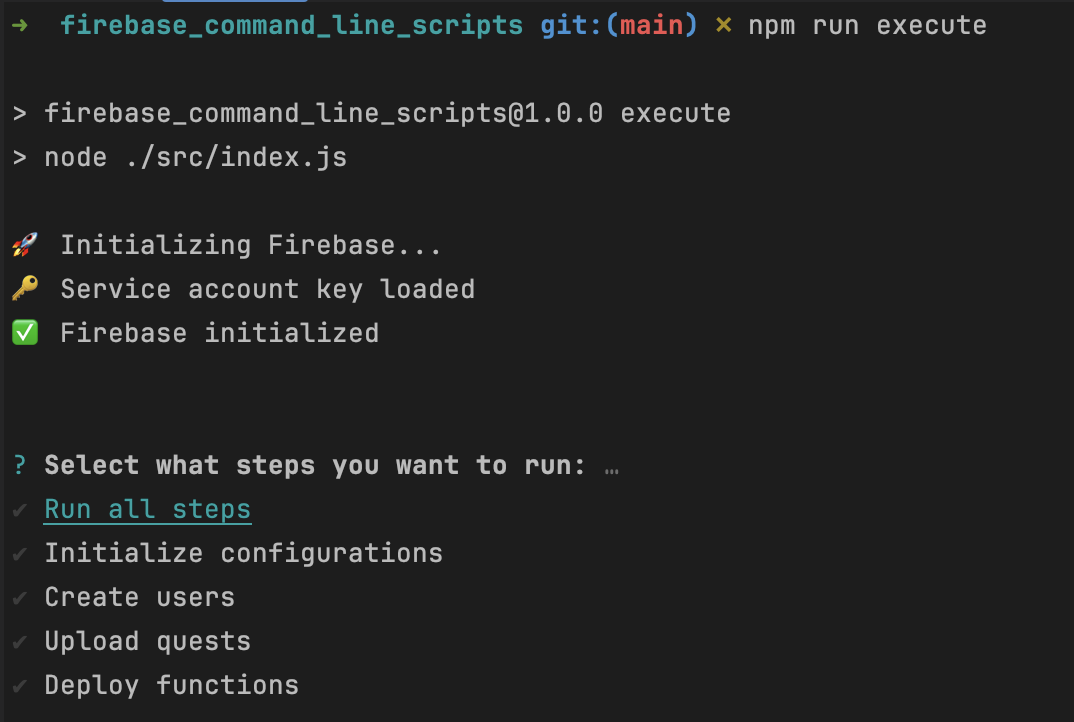 ➜ firebase_command_line_scripts git:(main) ✗ npm run execute
> firebase_command_line_scripts@1.0.0 execute
> node ./src/index.js
🚀 Initializing Firebase...
🔑 Service account key loaded
✅ Firebase initialized
? Select what steps you want to run: …
✔ Run all steps
✔ Initialize configurations
✔ Create users
✔ Upload quests
✔ Deploy functions